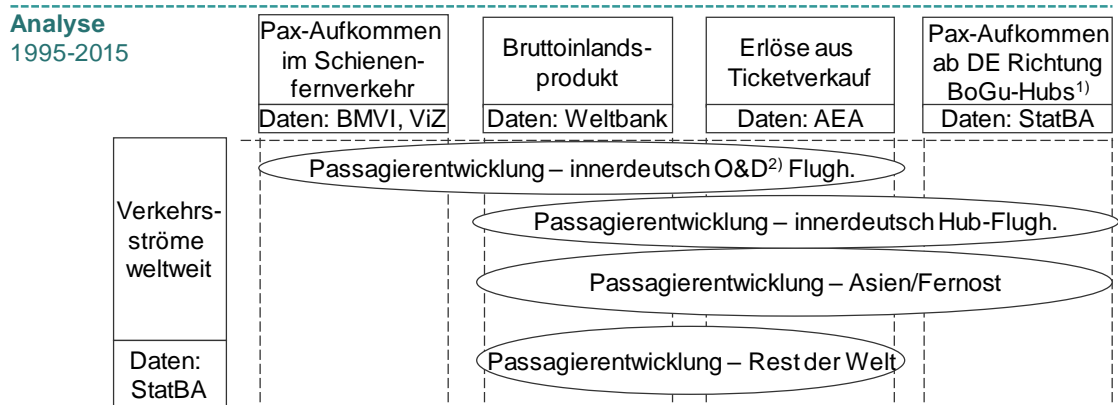 Analyse
1995-2015
Pax-Aufkommen
im Schienen-
fernverkehr
Daten: BMVI, ViZ
Bruttoinlands-
produkt
Daten: Weltbank
Erlöse aus
Ticketverkauf
Daten: AEA
Pax-Aufkommen
ab DE Richtung
BoGu-Hubs¹⁾
Daten: StatBA
Verkehrs-
ströme
weltweit
Daten:
StatBA
Passagierentwicklung – innerdeutsch O&D²⁾ Flugh.
Passagierentwicklung – innerdeutsch Hub-Flugh.
Passagierentwicklung – Asien/Fernost
Passagierentwicklung – Rest der Welt